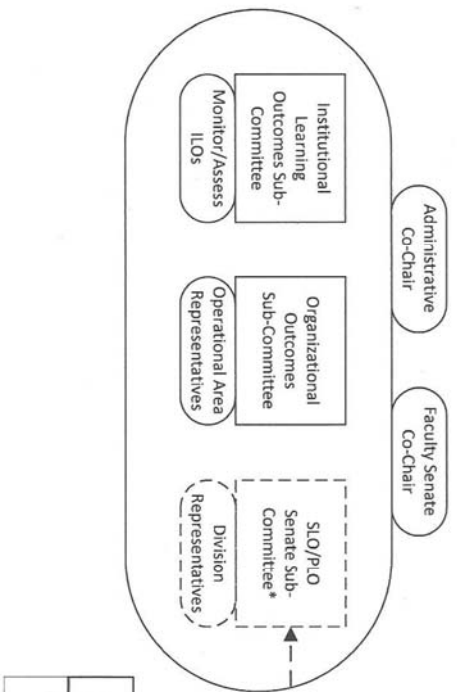 Administrative
Co-Chair
Faculty Senate
Co-Chair
Institutional
Learning
Outcomes Sub-
Committee
Monitor/Assess
ILOs
Organizational
Outcomes
Sub-Committee
Operational Area
Representatives
SLO/PLO
Senate Sub-
Committee*
Division
Representatives